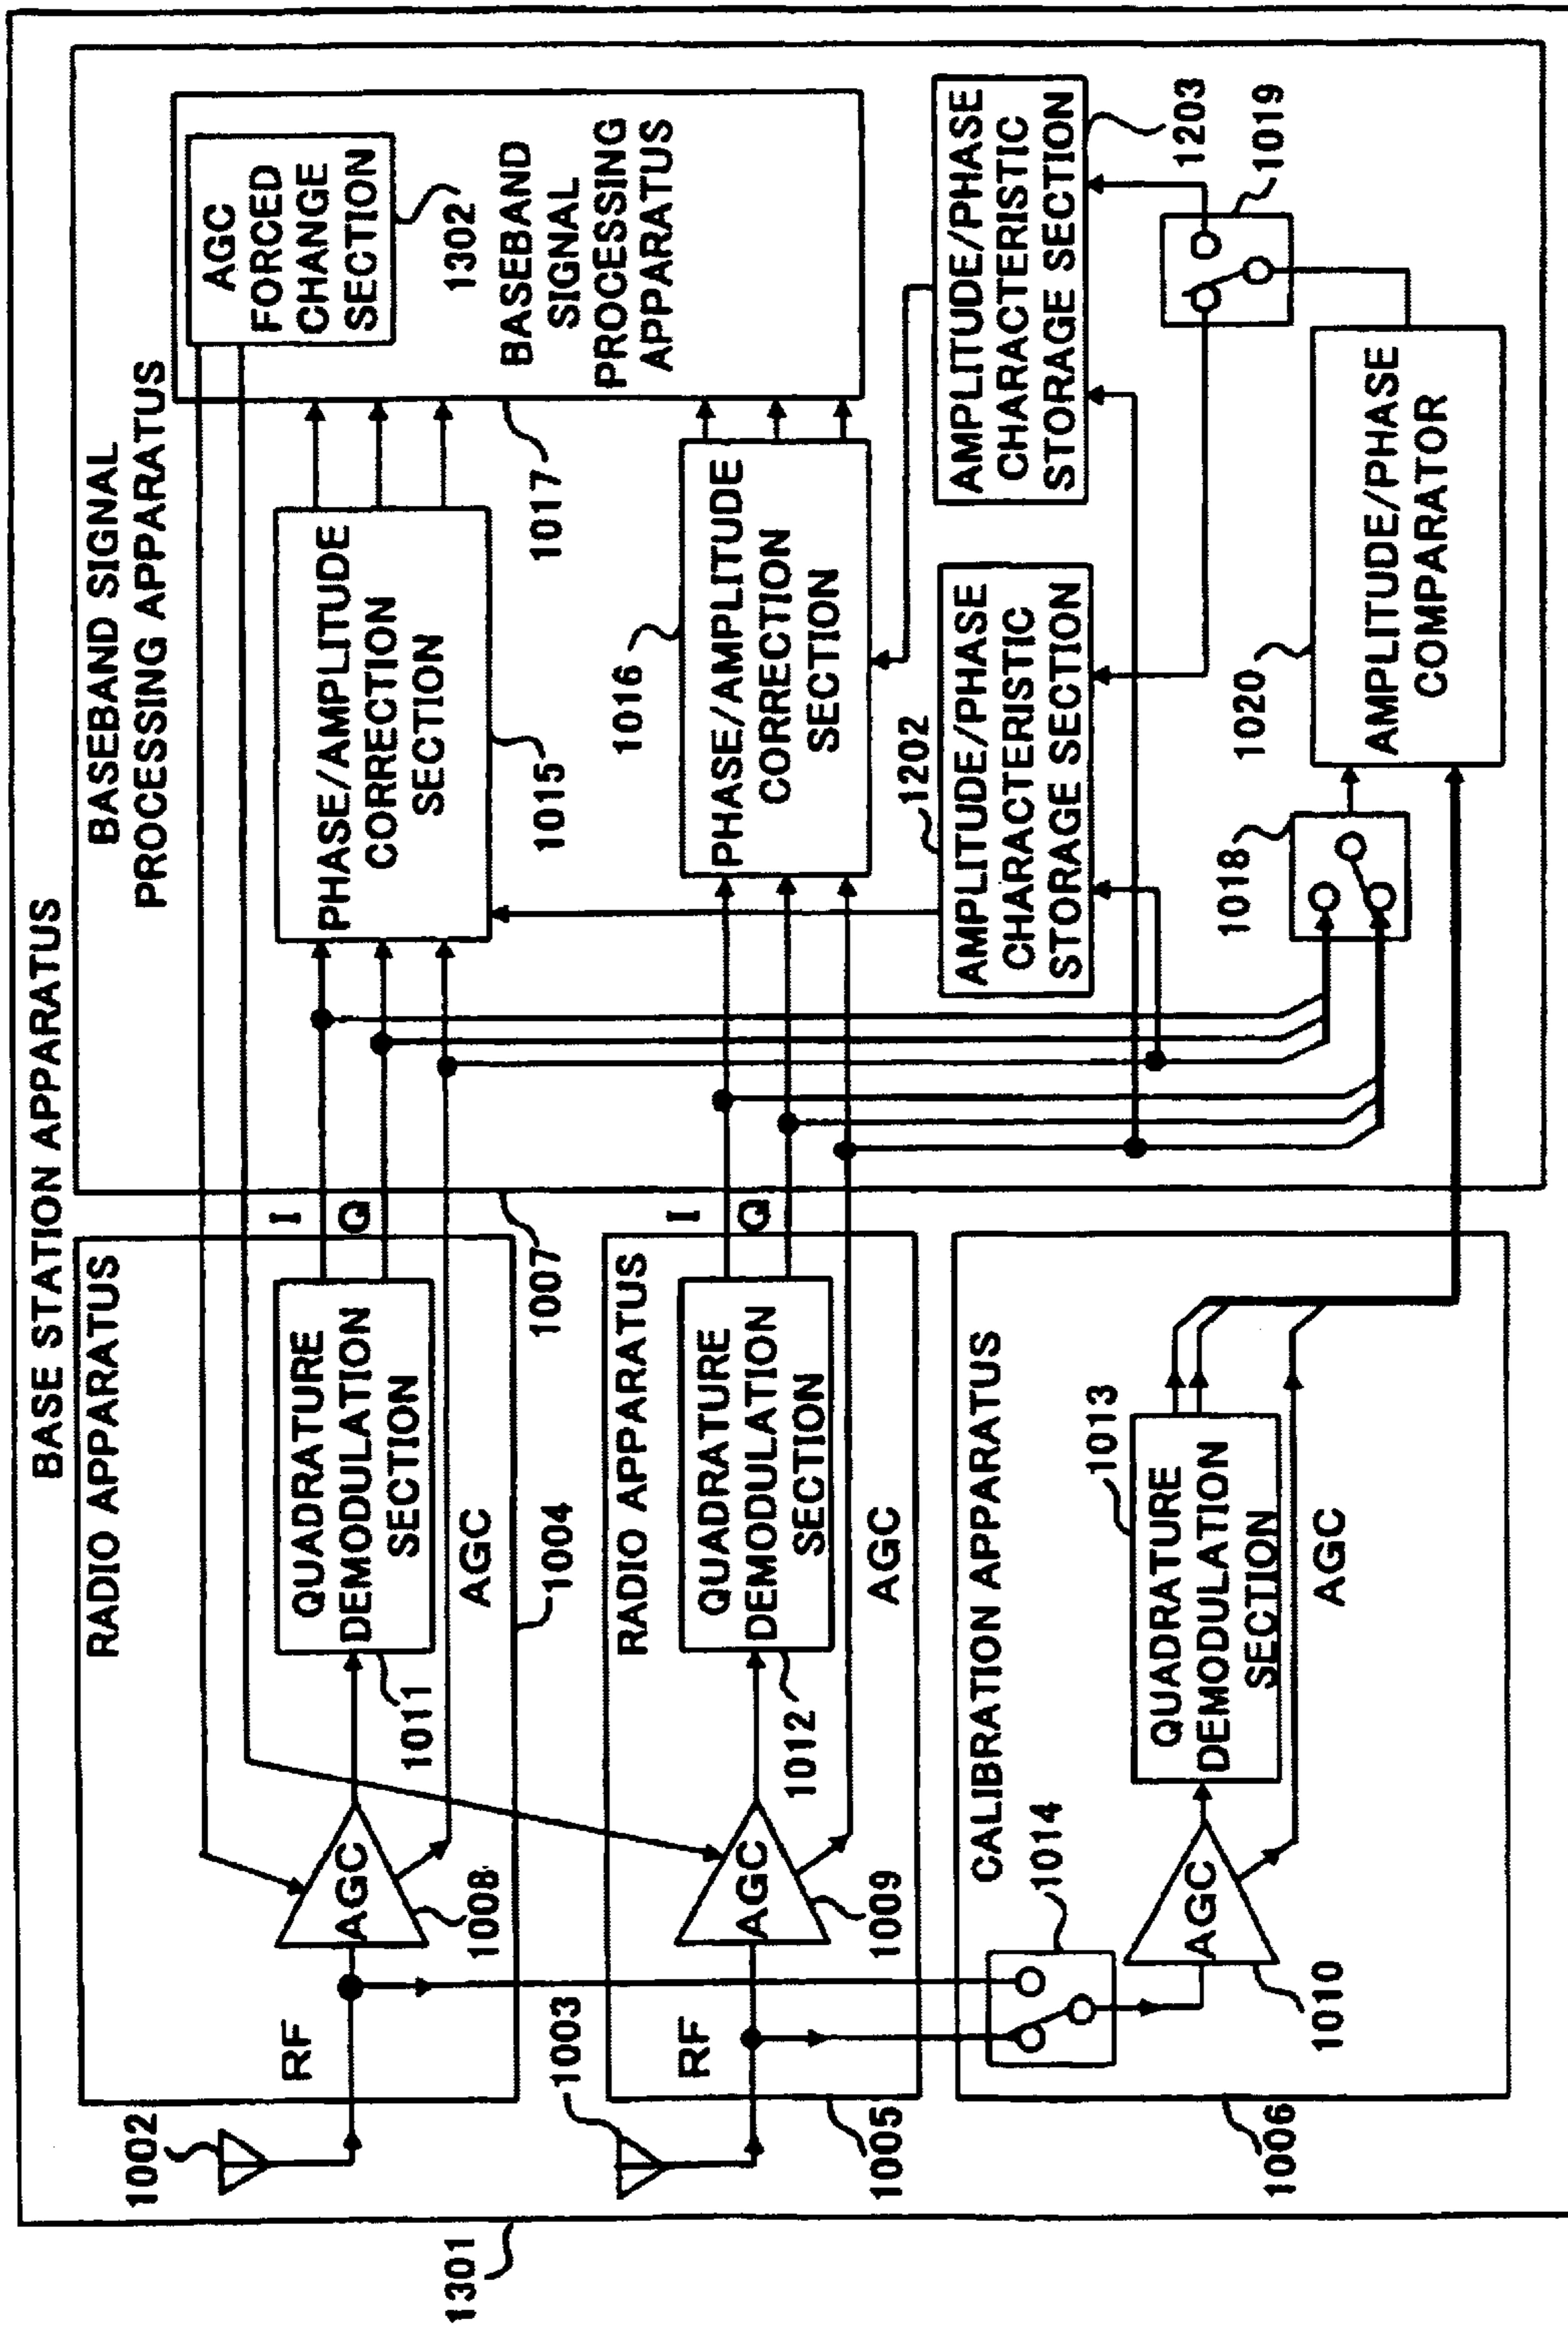 BASE STATION APPARATUS
RADIO APPARATUS
BASEBAND SIGNAL
PROCESSING APPARATUS
1002
RF
AGC
1008
QUADRATURE
DEMODULATION
SECTION
1011
AGC
1004
I
Q
1007
PHASE/AMPLITUDE
CORRECTION
SECTION
1015
AGC
FORCED
CHANGE
SECTION
1302
BASEBAND
SIGNAL
PROCESSING
APPARATUS
1017
1301
RADIO APPARATUS
1003
RF
AGC
1009
QUADRATURE
DEMODULATION
SECTION
1012
AGC
1005
I
Q
1016
PHASE/AMPLITUDE
CORRECTION
SECTION
1202
AMPLITUDE/PHASE
CHARACTERISTIC
STORAGE SECTION
AMPLITUDE/PHASE
CHARACTERISTIC
STORAGE SECTION
1203
1019
CALIBRATION APPARATUS
1014
AGC
1010
1013
QUADRATURE
DEMODULATION
SECTION
AGC
1006
1018
1020
AMPLITUDE/PHASE
COMPARATOR